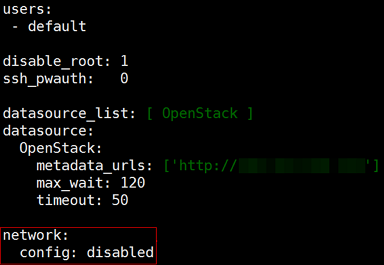 users:
 - default
disable_root: 1
ssh_pwauth:   0
datasource_list: [ OpenStack ]
datasource:
  OpenStack:
    metadata_urls: ['http://
']
    max_wait: 120
    timeout: 50
network:
  config: disabled